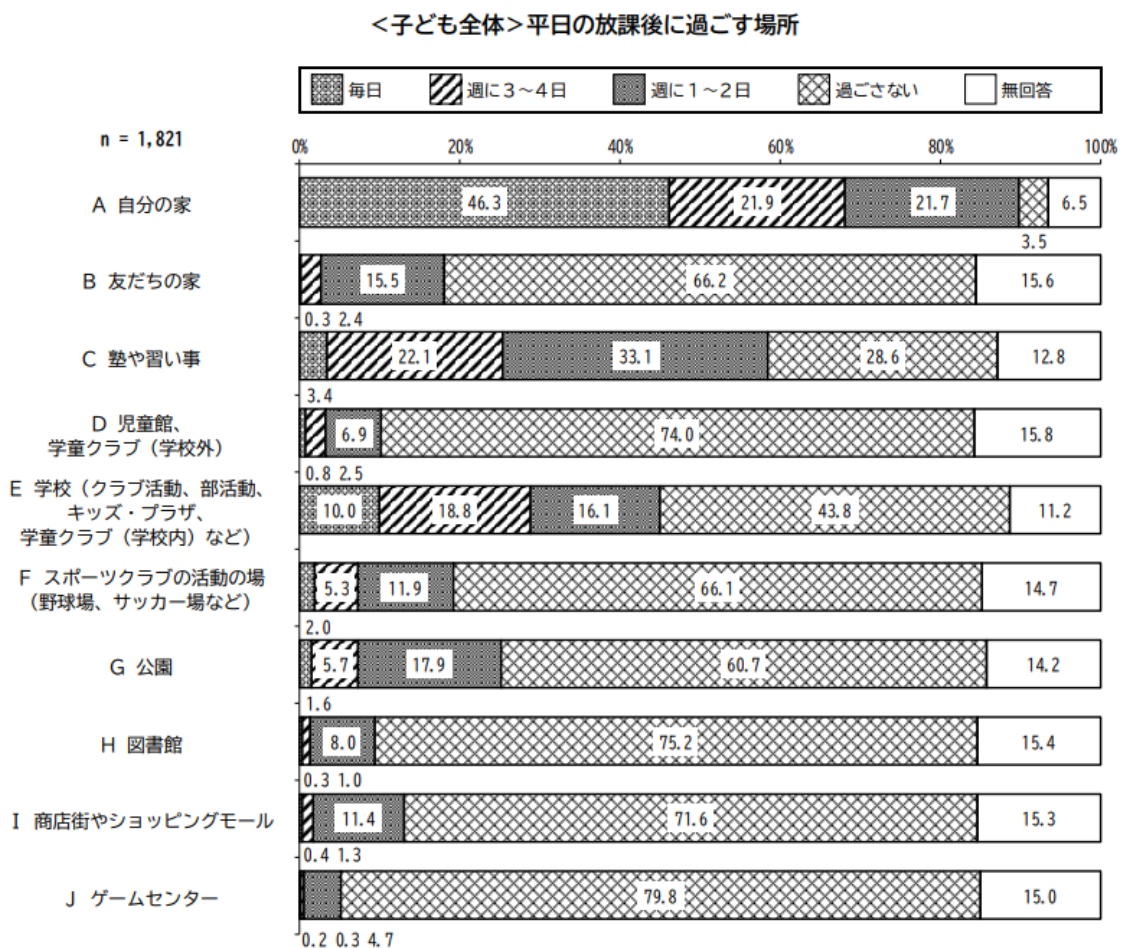 ＜子ども全体＞平日の放課後に過ごす場所
毎日 週に３～４日 週に１～２日 過ごさない 無回答
n = 1,821
0% 20% 40% 60% 80% 100%
A 自分の家 46.3 21.9 21.7 6.5
3.5
B 友だちの家 15.5 66.2 15.6
0.3 2.4
C 塾や習い事 22.1 33.1 28.6 12.8
3.4
D 児童館、
学童クラブ（学校外） 6.9 74.0 15.8
0.8 2.5
E 学校（クラブ活動、部活動、
キッズ・プラザ、 10.0 18.8 16.1 43.8 11.2
学童クラブ（学校内）など）
F スポーツクラブの活動の場 5.3 11.9 66.1 14.7
（野球場、サッカー場など）
2.0
G 公園 5.7 17.9 60.7 14.2
1.6
H 図書館 8.0 75.2 15.4
0.3 1.0
I 商店街やショッピングモール 11.4 71.6 15.3
0.4 1.3
J ゲームセンター 79.8 15.0
0.2 0.3 4.7